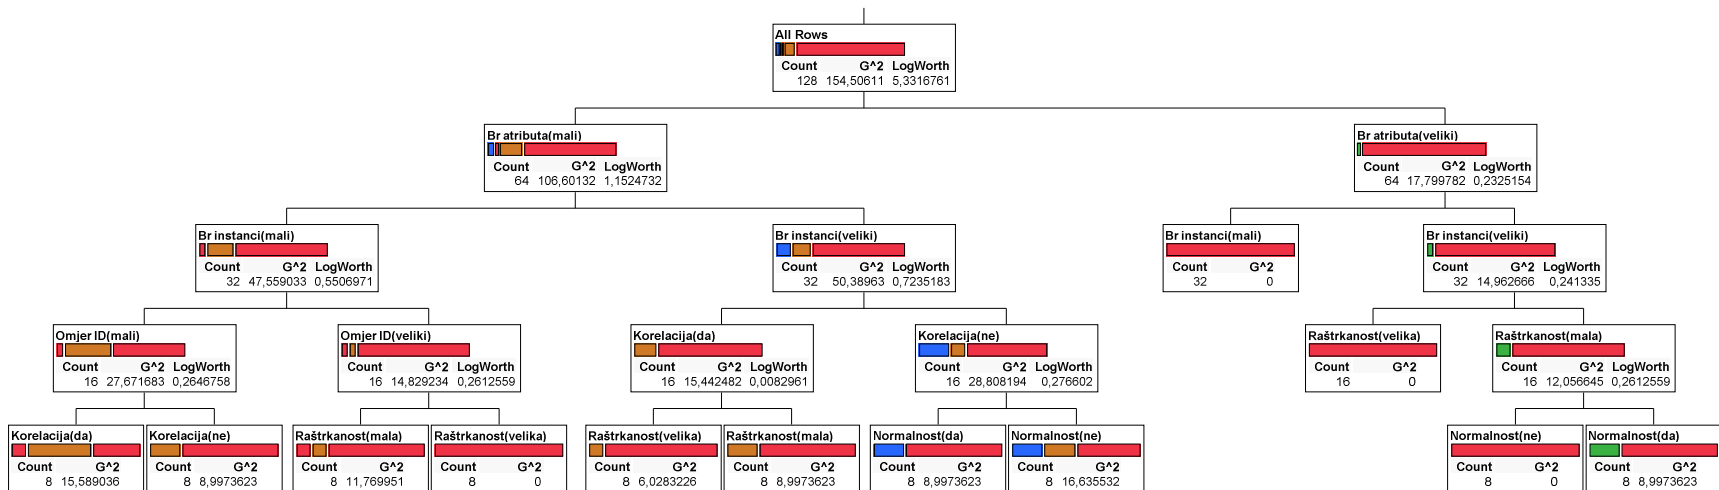 All Rows
Count G^2 LogWorth
128 154,50611 5,3316761
Br atributa(mali)
Count G^2 LogWorth
64 106,60132 1,1524732
Br atributa(veliki)
Count G^2 LogWorth
64 17,799782 0,2325154
Br instanci(mali)
Count G^2 LogWorth
32 47,559033 0,5506971
Br instanci(veliki)
Count G^2 LogWorth
32 50,38963 0,7235183
Br instanci(mali)
Count G^2
32 0
Br instanci(veliki)
Count G^2 LogWorth
32 14,962666 0,241335
Omjer ID(mali)
Count G^2 LogWorth
16 27,671683 0,2646758
Omjer ID(veliki)
Count G^2 LogWorth
16 14,829234 0,2612559
Korelacija(da)
Count G^2 LogWorth
16 15,442482 0,0082961
Korelacija(ne)
Count G^2 LogWorth
16 28,808194 0,276602
Raštrkanost(velika)
Count G^2
16 0
Raštrkanost(mala)
Count G^2 LogWorth
16 12,056645 0,2612559
Korelacija(da)
Count G^2
8 15,589036
Korelacija(ne)
Count G^2
8 8,9973623
Raštrkanost(mala)
Count G^2
8 11,769951
Raštrkanost(velika)
Count G^2
8 0
Raštrkanost(velika)
Count G^2
8 6,0283226
Raštrkanost(mala)
Count G^2
8 8,9973623
Normalnost(da)
Count G^2
8 8,9973623
Normalnost(ne)
Count G^2
8 16,635532
Normalnost(ne)
Count G^2
8 0
Normalnost(da)
Count G^2
8 8,9973623